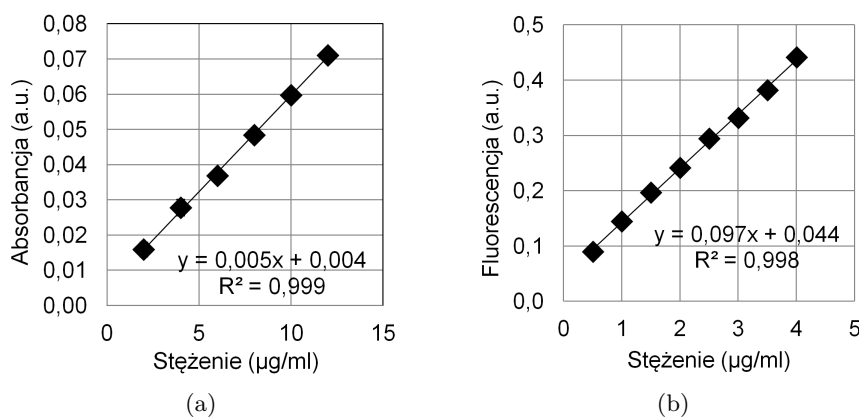 0,08
0,07
0,06
0,05
0,04
0,03
0,02
0,01
0,00
Absorbancja (a.u.)
y = 0,005x + 0,004
R² = 0,999
0 5 10 15
Stężenie (µg/ml)
(a)
0,5
0,4
0,3
0,2
0,1
0,0
Fluorescencja (a.u.)
y = 0,097x + 0,044
R² = 0,998
0 1 2 3 4 5
Stężenie (µg/ml)
(b)